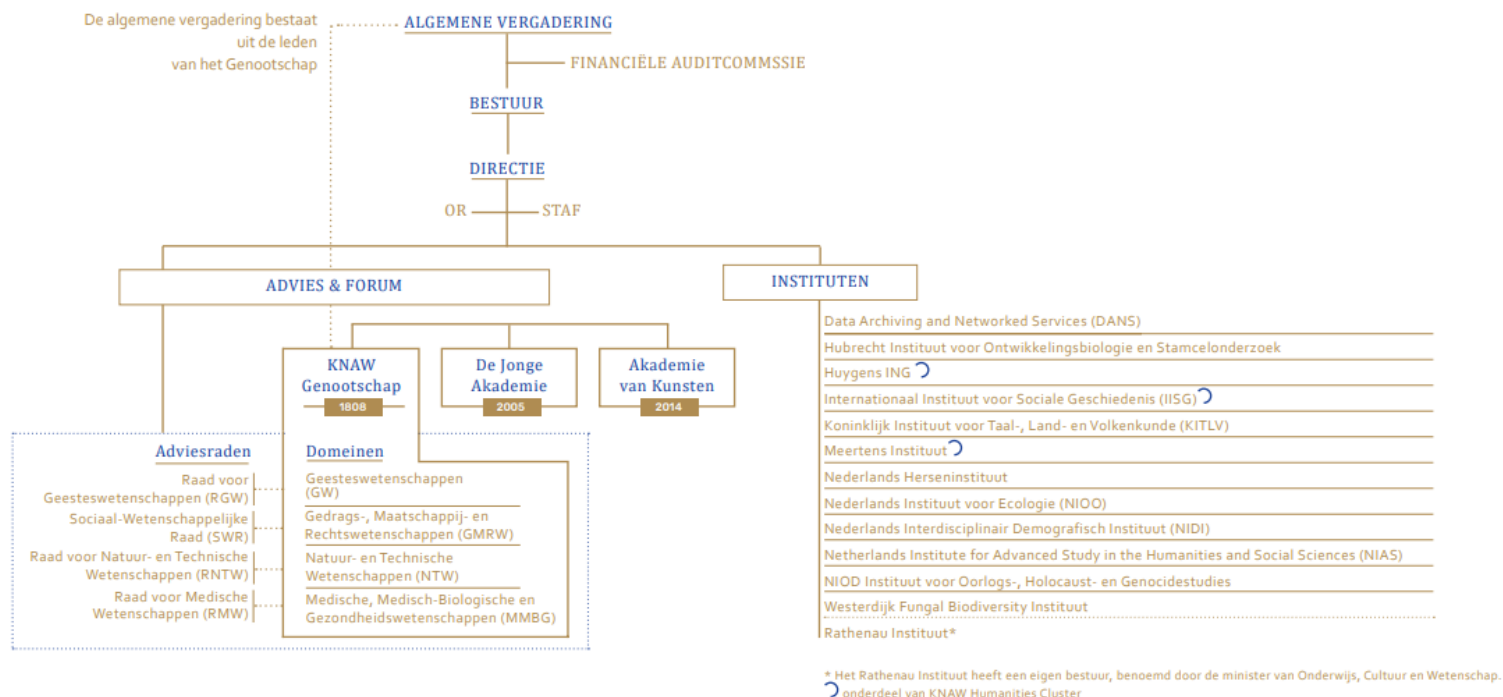 De algemene vergadering bestaat
uit de leden
van het Genootschap
ALGEMENE VERGADERING
FINANCIËLE AUDITCOMMSSIE
BESTUUR
DIRECTIE
OR
STAF
ADVIES & FORUM
INSTITUTEN
KNAW
Genootschap
1808
De Jonge
Akademie
2005
Akademie
van Kunsten
2014
Adviesraden
Raad voor
Geesteswetenschappen (RGW)
Sociaal-Wetenschappelijke
Raad (SWR)
Raad voor Natuur- en Technische
Wetenschappen (RNTW)
Raad voor Medische
Wetenschappen (RMW)
Domeinen
Geesteswetenschappen
(GW)
Gedrags-, Maatschappij- en
Rechtswetenschappen (GMRW)
Natuur- en Technische
Wetenschappen (NTW)
Medische, Medisch-Biologische en
Gezondheidswetenschappen (MMBG)
Data Archiving and Networked Services (DANS)
Hubrecht Instituut voor Ontwikkelingsbiologie en Stamcelonderzoek
Huygens ING
Internationaal Instituut voor Sociale Geschiedenis (IISG)
Koninklijk Instituut voor Taal-, Land- en Volkenkunde (KITLV)
Meertens Instituut
Nederlands Herseninstituut
Nederlands Instituut voor Ecologie (NIOO)
Nederlands Interdisciplinair Demografisch Instituut (NIDI)
Netherlands Institute for Advanced Study in the Humanities and Social Sciences (NIAS)
NIOD Instituut voor Oorlogs-, Holocaust- en Genocidestudies
Westerdijk Fungal Biodiversity Instituut
Rathenau Instituut*
* Het Rathenau Instituut heeft een eigen bestuur, benoemd door de minister van Onderwijs, Cultuur en Wetenschap.
onderdeel van KNAW Humanities Cluster